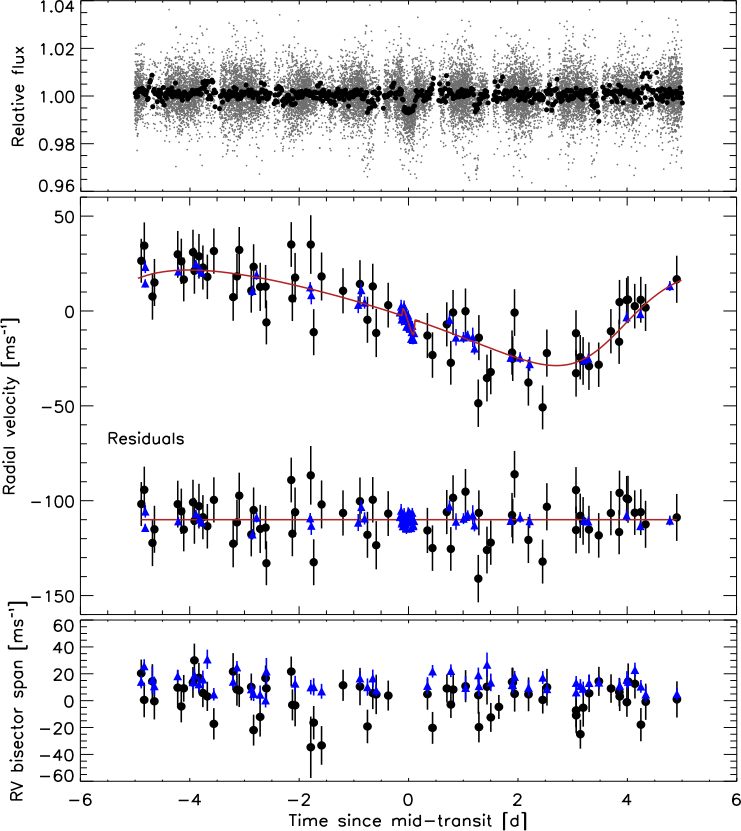 1.04
1.02
1.00
0.98
0.96
Relative flux
50
0
−50
−100
−150
Radial velocity [ms⁻¹]
Residuals
60
40
20
0
−20
−40
−60
RV bisector span [ms⁻¹]
−6 −4 −2 0 2 4 6
Time since mid−transit [d]